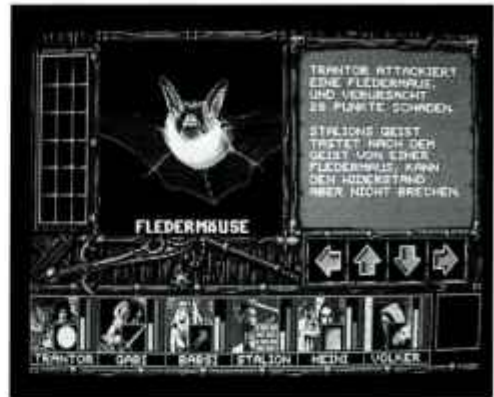 TRANTOR ATTACKIERT
EINE FLEDERMAUS,
UND VERURSACHT
28 PUNKTE SCHADEN.
STALIONS GEIST
TASTET NACH DEM
GEIST VON EINER
FLEDERMAUS, KANN
DEN WIDERSTAND
ABER NICHT BRECHEN.
FLEDERMÄUSE
TRANTOR GABI BABSI STALION HEINI VOLKER